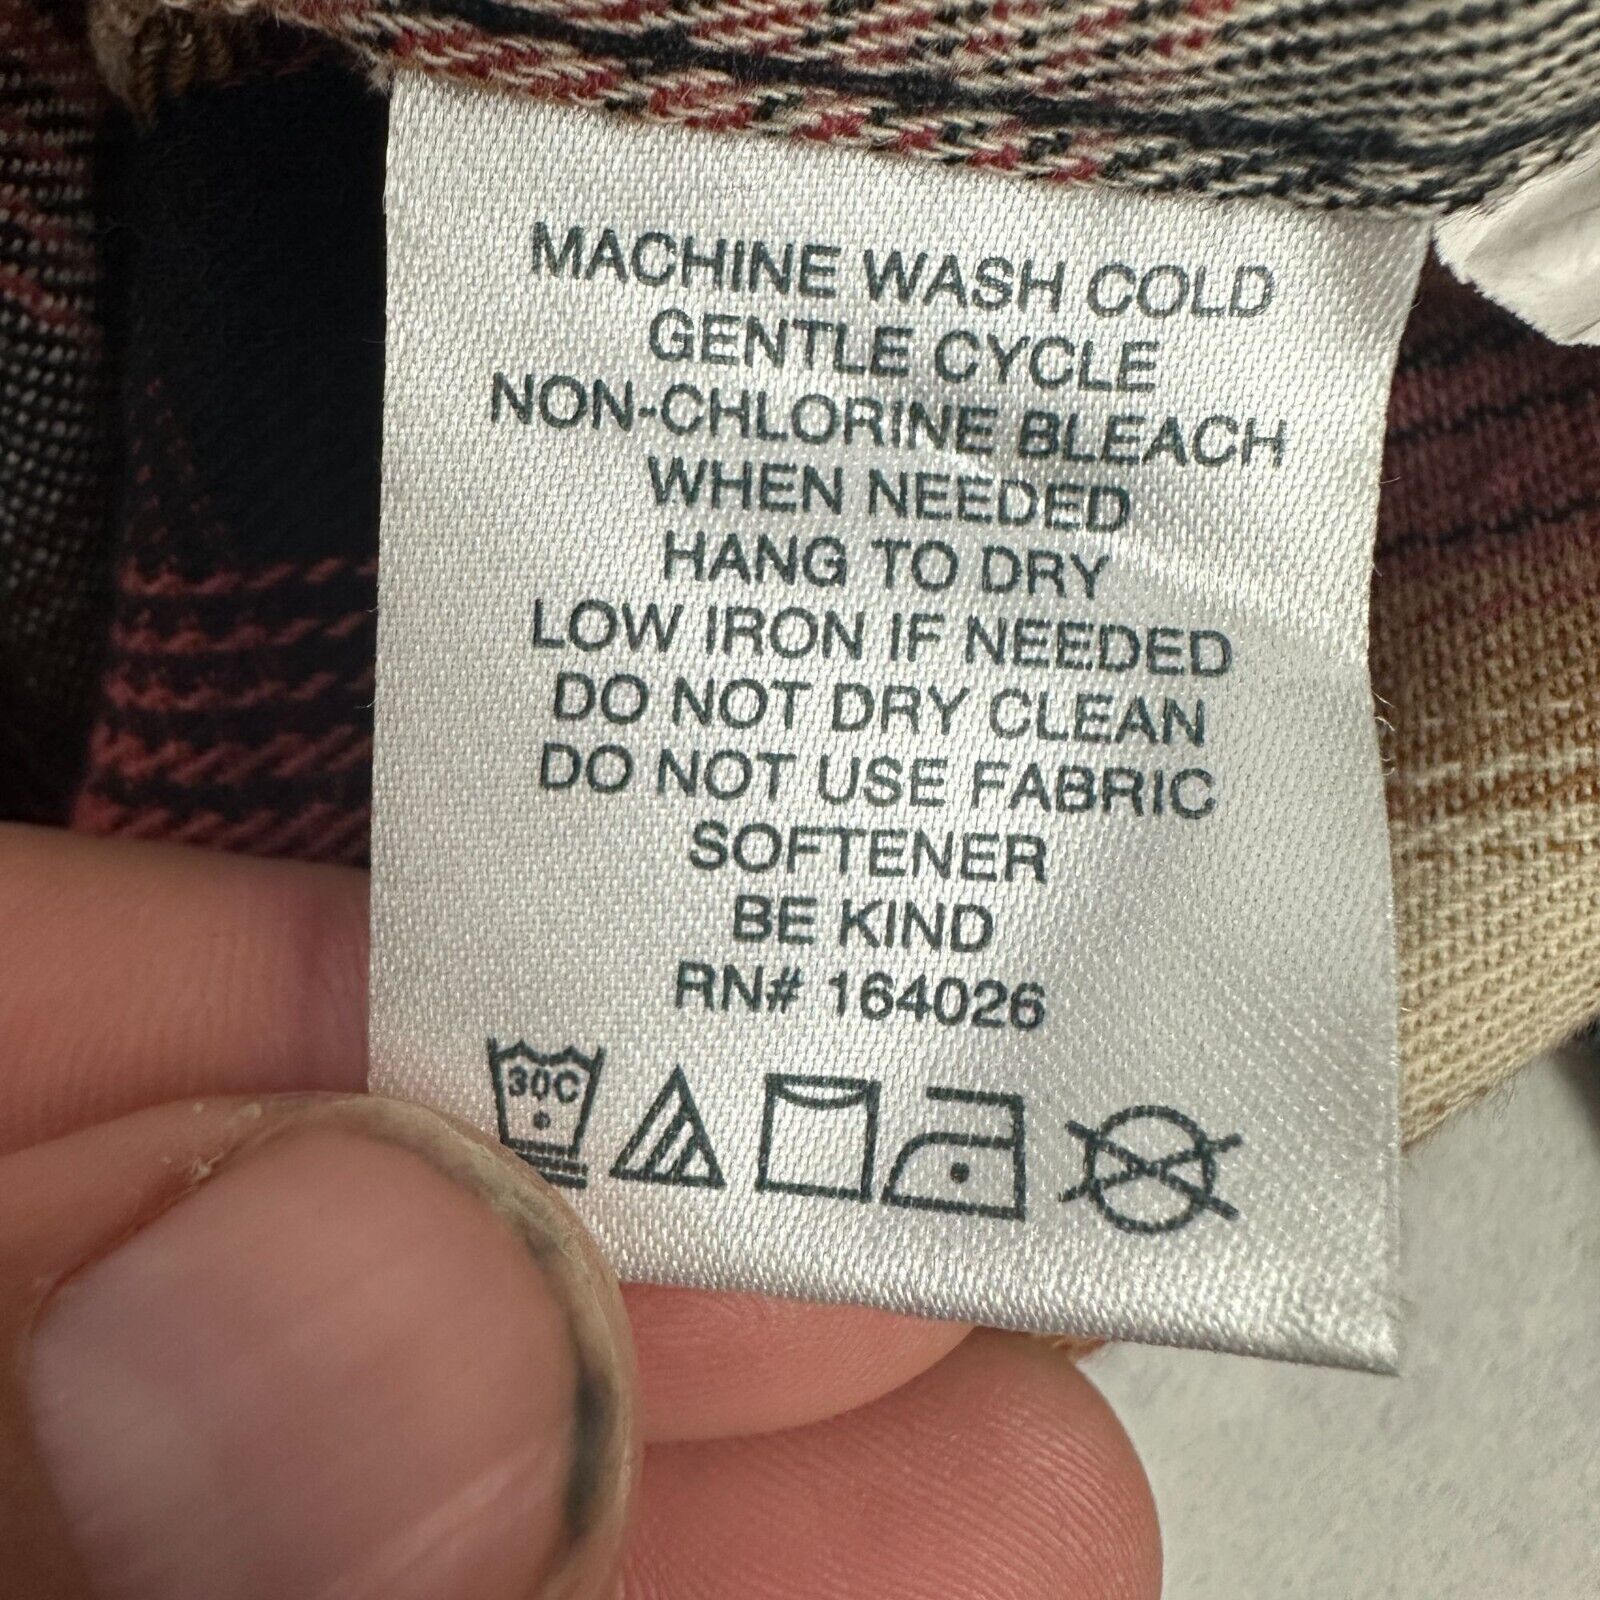 MACHINE WASH COLD
GENTLE CYCLE
NON-CHLORINE BLEACH
WHEN NEEDED
HANG TO DRY
LOW IRON IF NEEDED
DO NOT DRY CLEAN
DO NOT USE FABRIC
SOFTENER
BE KIND
RN# 164026
30C